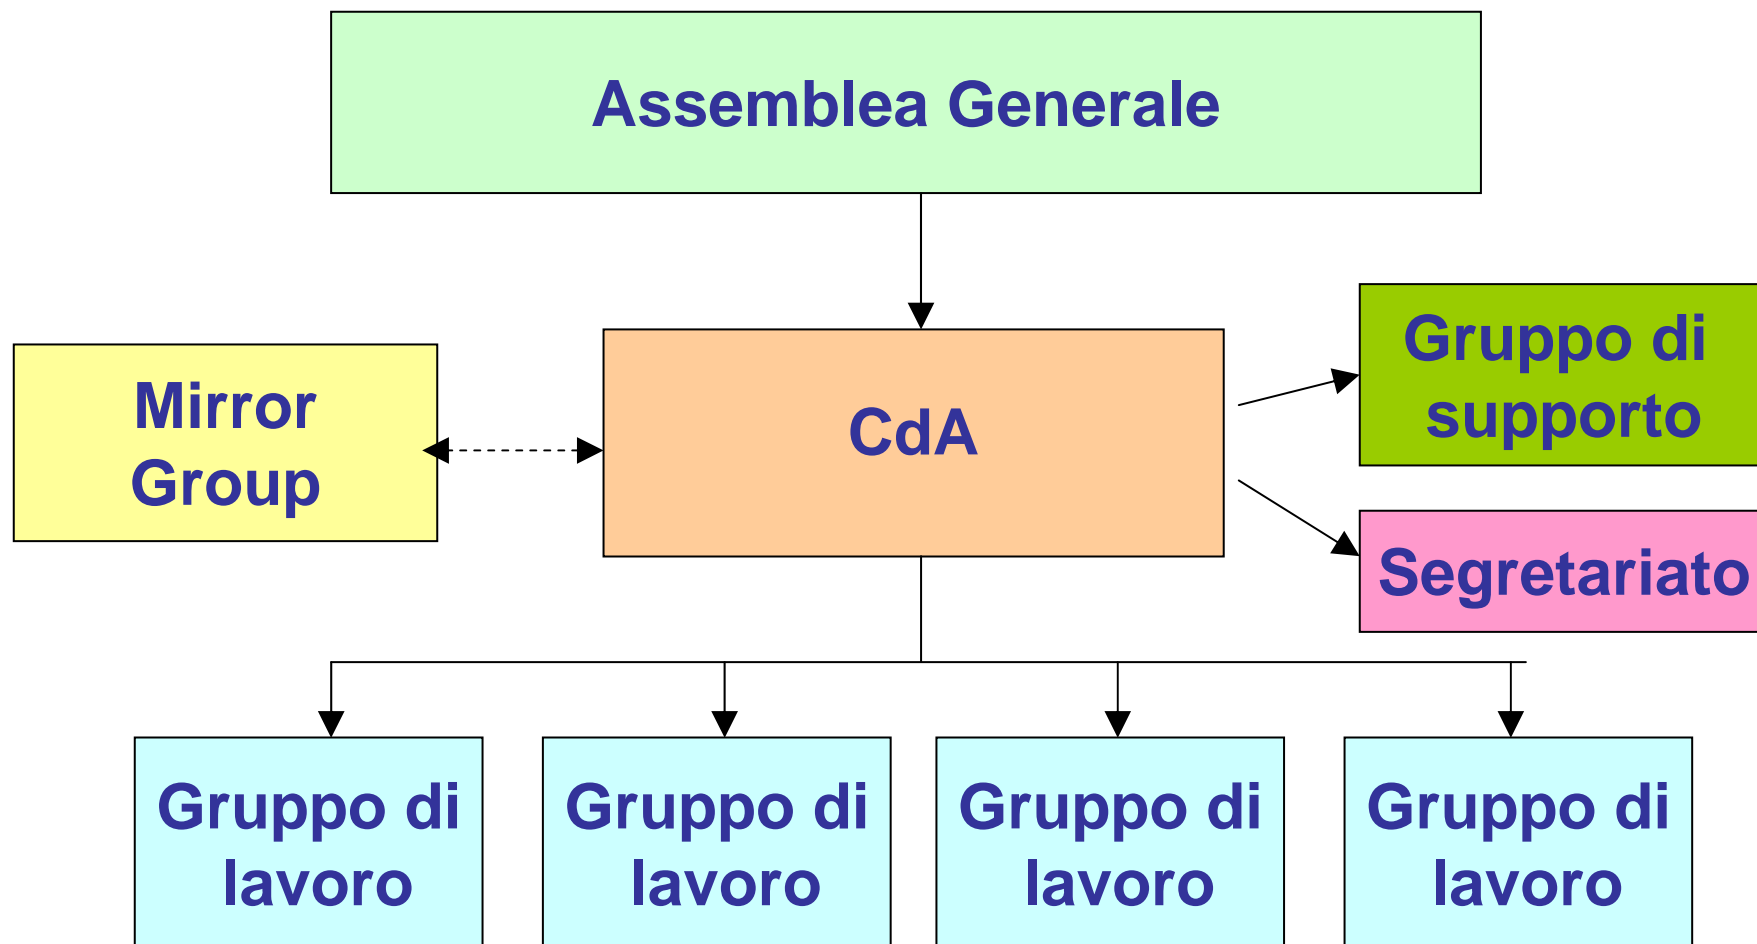 Assemblea Generale
Mirror
Group
CdA
Gruppo di
supporto
Segretariato
Gruppo di
lavoro
Gruppo di
lavoro
Gruppo di
lavoro
Gruppo di
lavoro